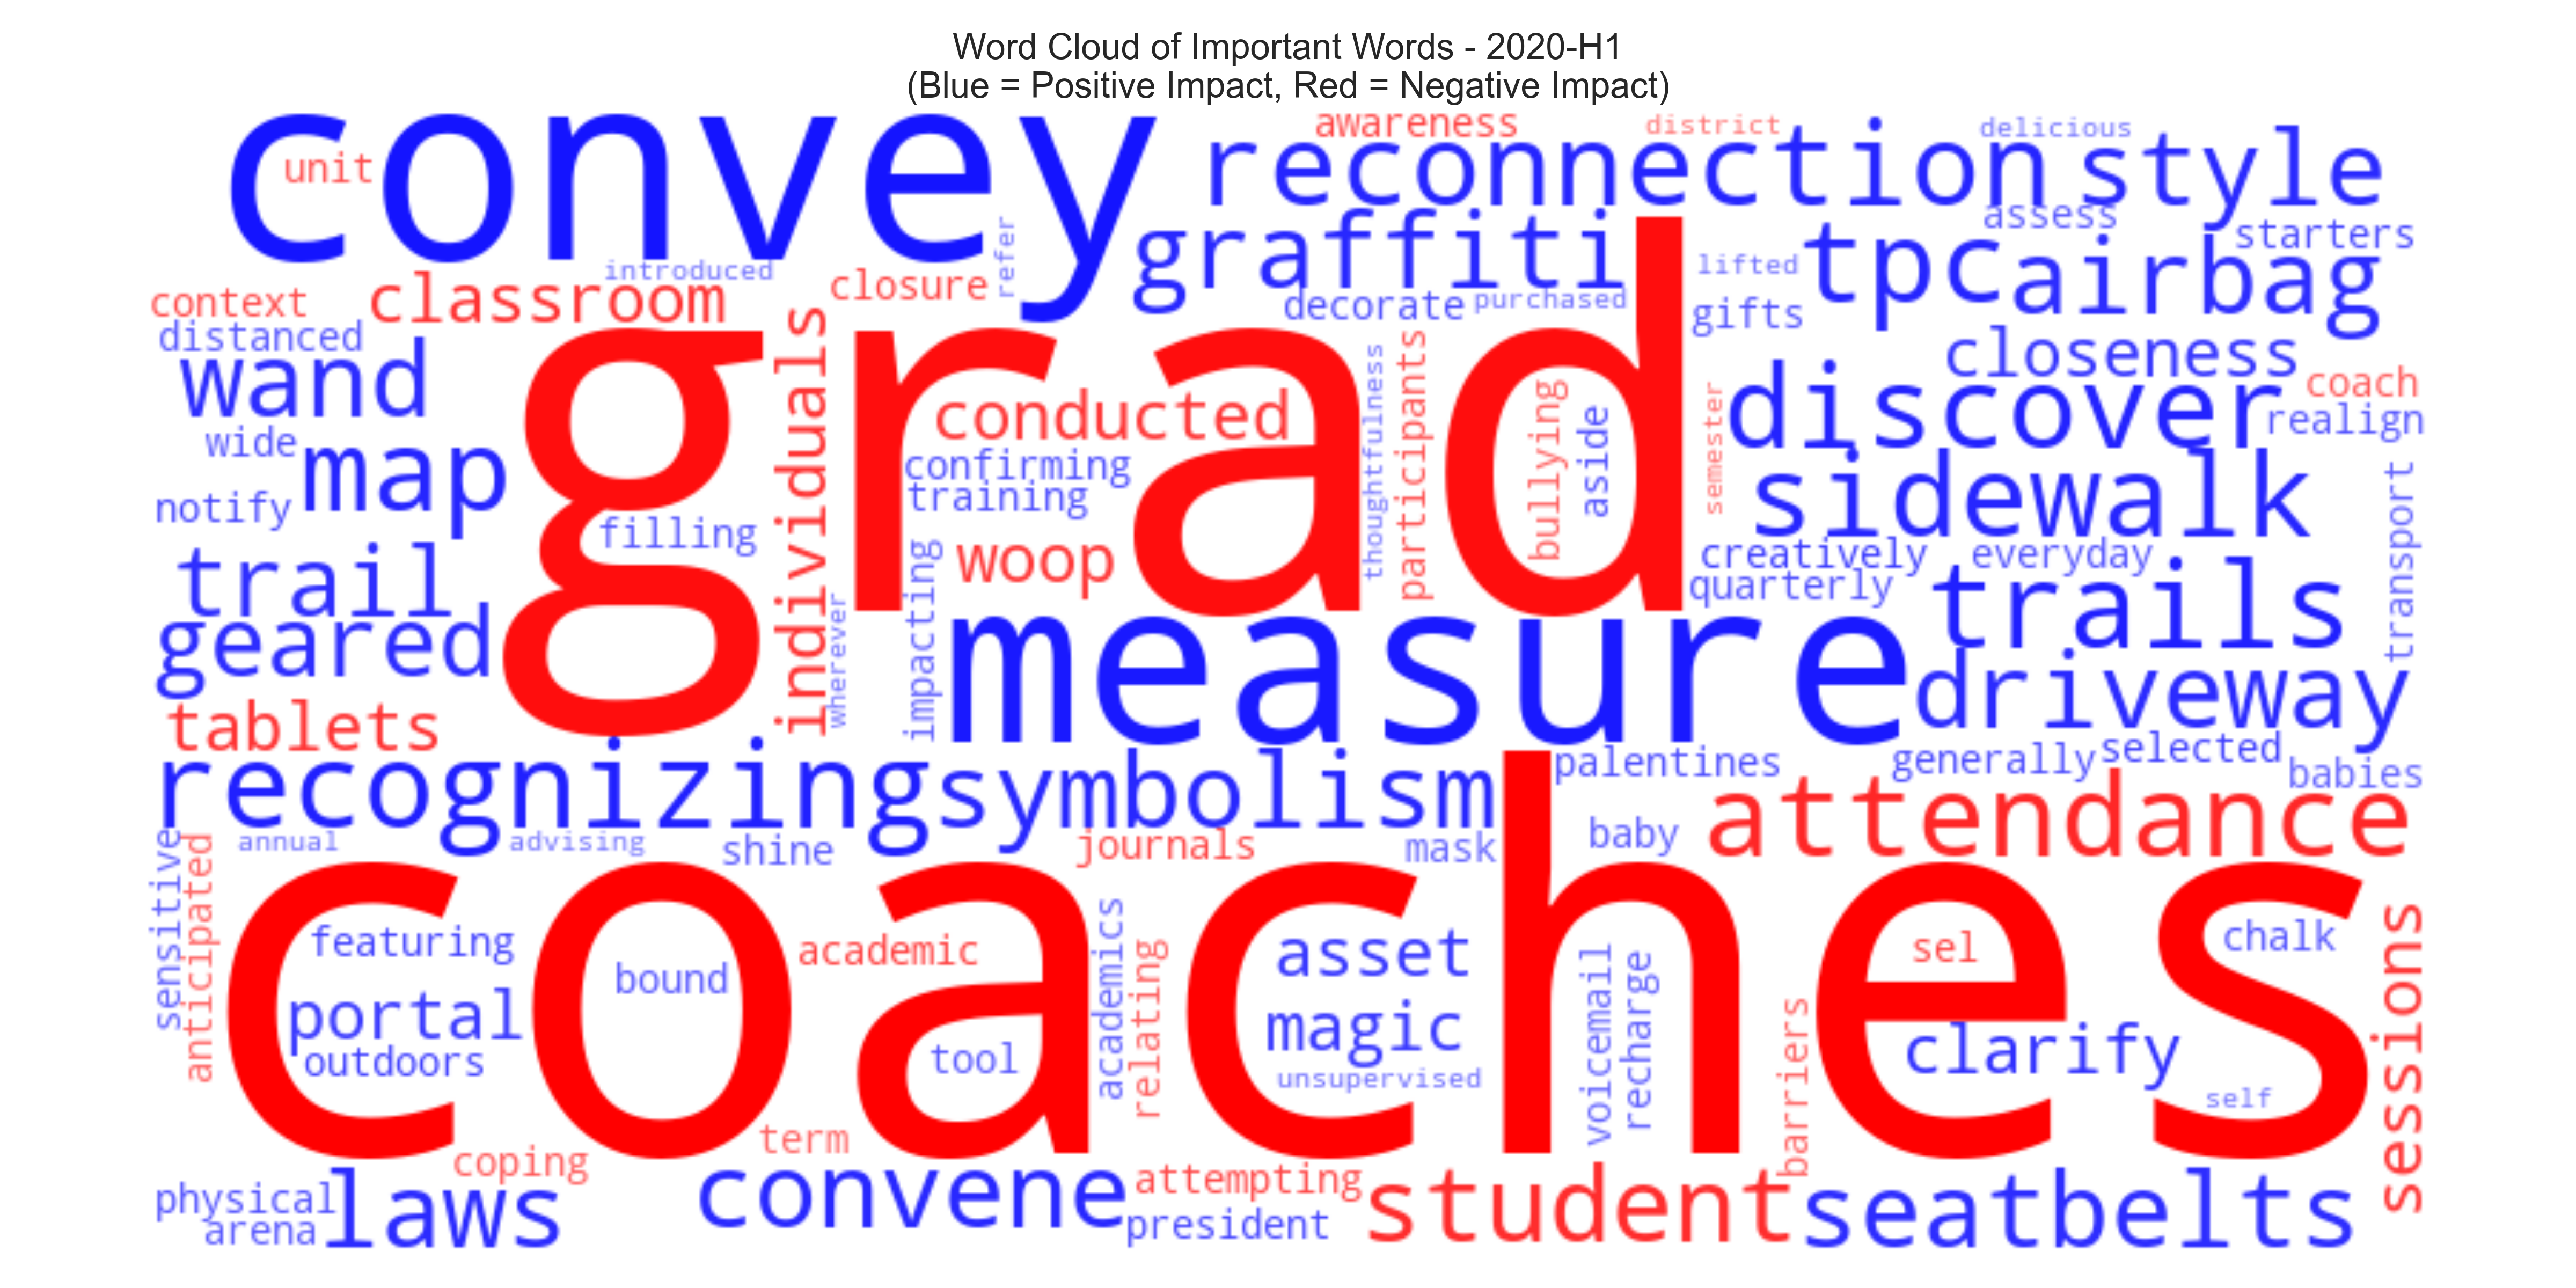 Word Cloud of Important Words - 2020-H1
(Blue = Positive Impact, Red = Negative Impact)
convey
unit
awareness
district
delicious
reconnection
style
assess
starters
refer
graffiti
introduced
closure
lifted
tpc
airbag
context
classroom
decorate
purchased
gifts
distanced
wand
grad
individuals
closeness
coach
conducted
thoughtfulness
participants
bullying
aside
semester
discover
realign
wide
map
confirming
training
notify
filling
sidewalk
transport
trail
woop
creatively
everyday
quarterly
geared
wherever
impacting
measure
trails
tablets
driveway
recognizing
symbolism
palentines
generally
selected
babies
sensitive
anticipated
annual
advising
shine
journals
mask
baby
attendance
coaches
featuring
bound
academic
academics
relating
asset
voicemail
recharge
sel
chalk
sessions
portal
outdoors
tool
magic
unsupervised
barriers
clarify
self
coping
term
physical
arena
laws
convene
attempting
president
student
seatbelts